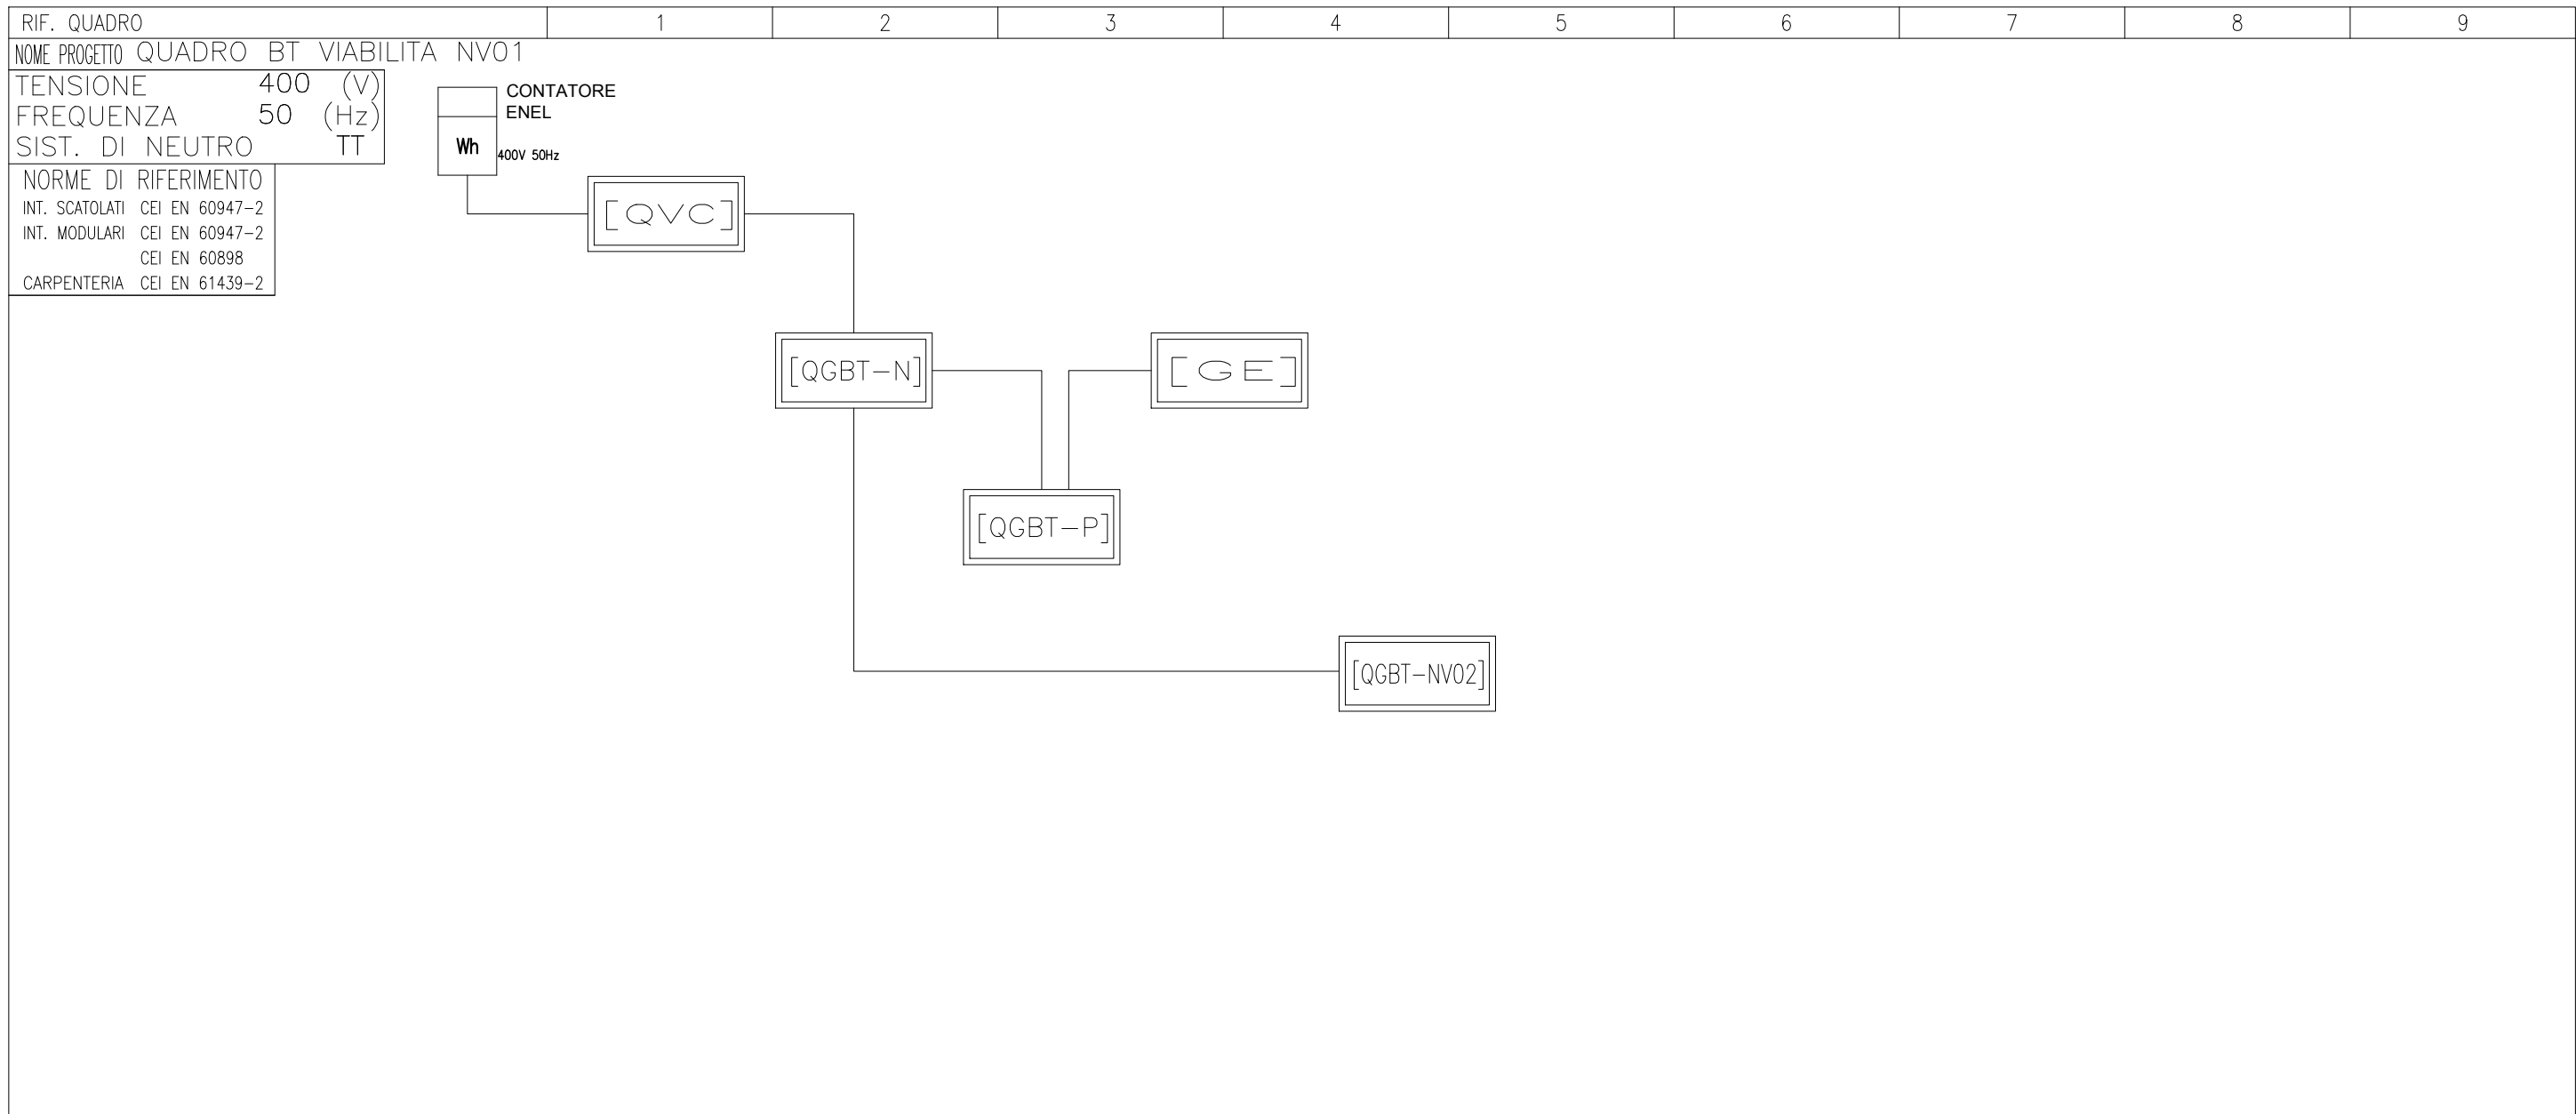 RIF. QUADRO 1 2 3 4 5 6 7 8 9
NOME PROGETTO QUADRO BT VIABILITA NV01
TENSIONE 400 (V)
FREQUENZA 50 (Hz)
SIST. DI NEUTRO TT
NORME DI RIFERIMENTO
INT. SCATOLATI CEI EN 60947-2
INT. MODULARI CEI EN 60947-2
CEI EN 60898
CARPENTERIA CEI EN 61439-2
CONTATORE
ENEL
Wh 400V 50Hz
[QVC]
[QGBT-N]
[GE]
[QGBT-P]
[QGBT-NV02]